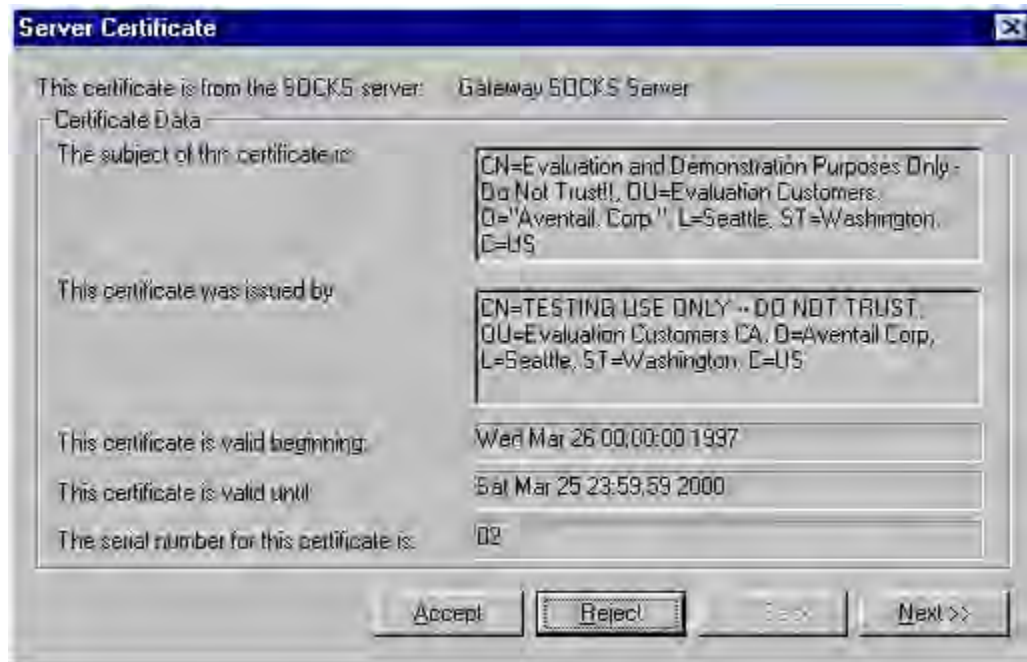 Server Certificate
This certificate is from the SOCKS server: Gateway SOCKS Server
Certificate Data
The subject of this certificate is:
CN=Evaluation and Demonstration Purposes Only -
Do Not Trust!!, OU=Evaluation Customers,
O="Aventail, Corp.", L=Seattle, ST=Washington,
C=US
This certificate was issued by
CN=TESTING USE ONLY -- DO NOT TRUST,
OU=Evaluation Customers CA, O=Aventail Corp,
L=Seattle, ST=Washington, C=US
This certificate is valid beginning:
Wed Mar 26 00:00:00 1997
This certificate is valid until
Sat Mar 25 23:59:59 2000
The serial number for this certificate is:
02
Accept
Reject
Next >>